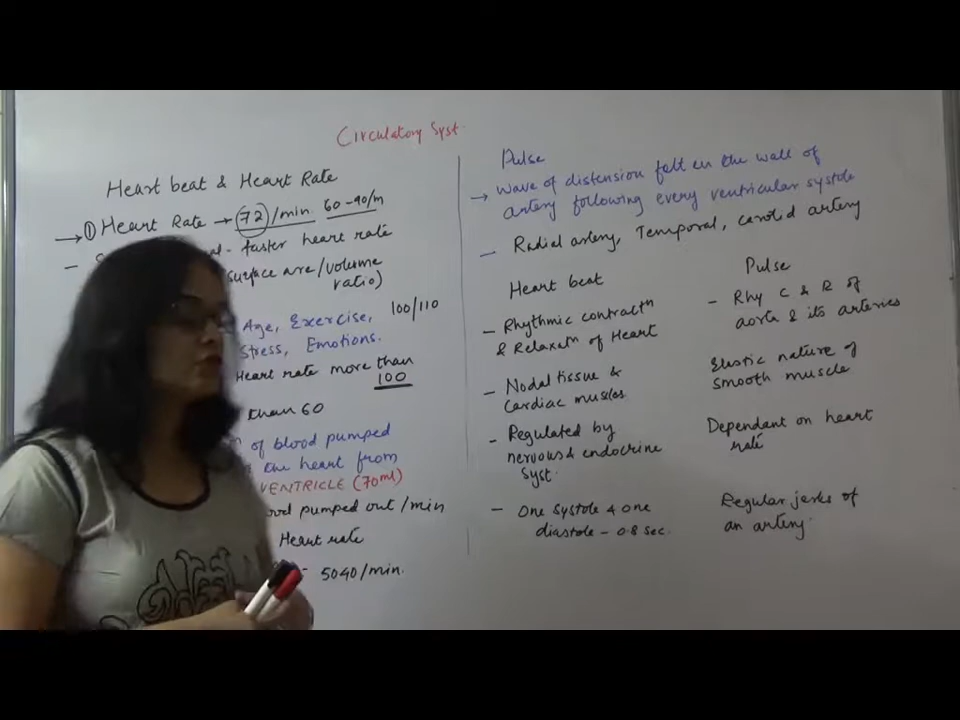 Circulatory Syst.
Heart beat & Heart Rate
→ ① Heart Rate → 72/min. 60-90/m
- faster heart rate
surface are/volume
ratio)
Age, Exercise, 100/110
Stress, Emotions.
Heart rate more than
100
than 60
of blood pumped
the heart from
VENTRICLE (70ml)
pumped out/min
Heart rate
5040/min.
Pulse
→ Wave of distension felt in the wall of
artery following every ventricular systole
- Radial artery, Temporal, carotid artery
Heart beat
- Rhythmic contractn
& Relaxatn of Heart
- Nodal tissue &
Cardiac muscles
- Regulated by
nervous & endocrine
Syst.
- One systole & one
diastole - 0.8 sec.
Pulse
- Rhy C & R of
aorta & its arteries
Elastic nature of
smooth muscle
Dependant on heart
rate
Regular jerks of
an artery.